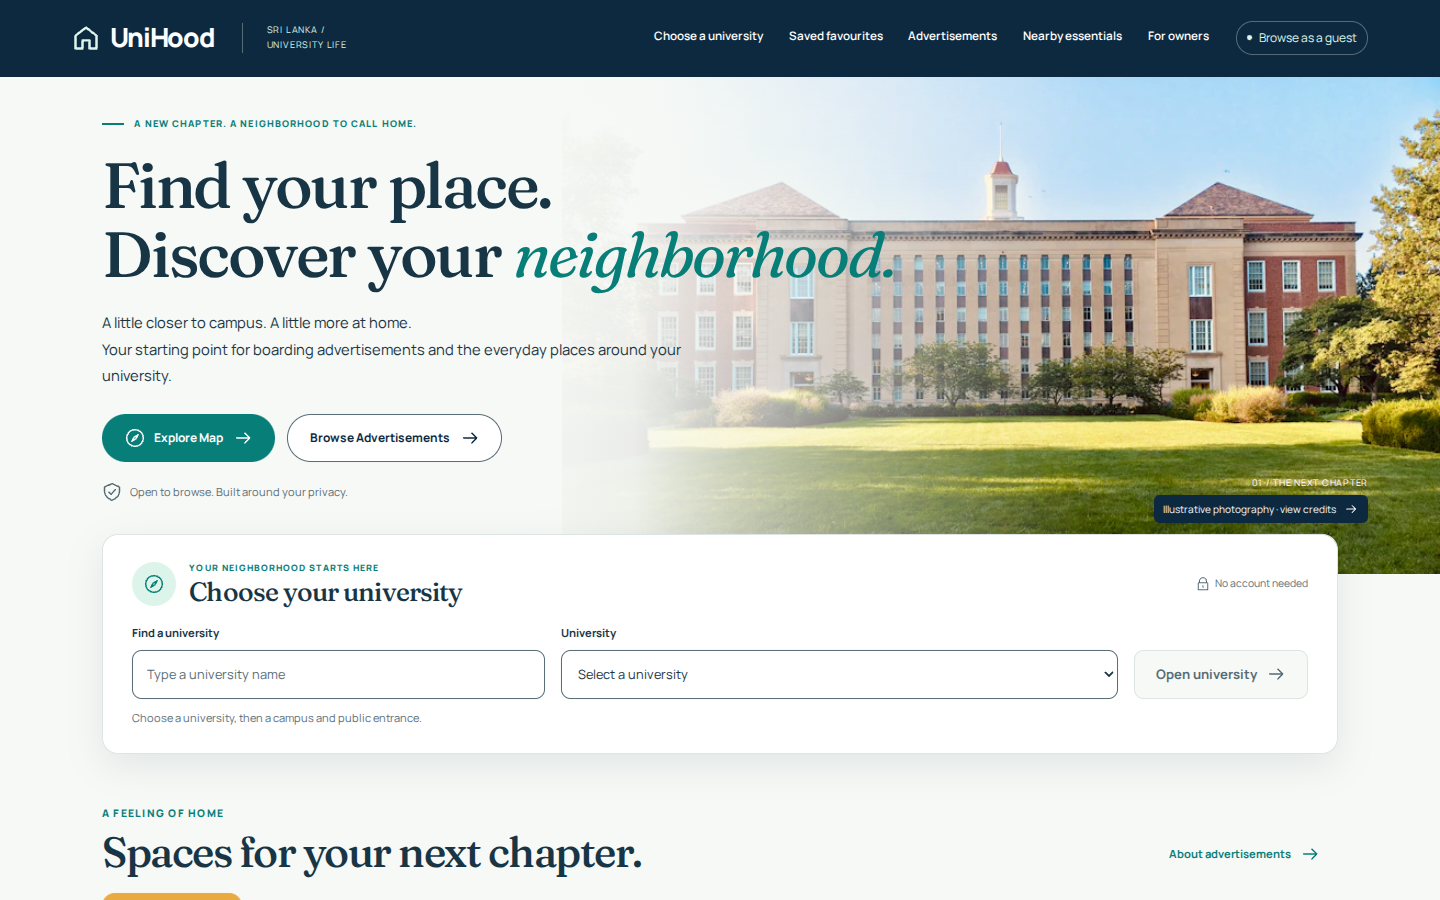 UniHood
SRI LANKA /
UNIVERSITY LIFE
Choose a university
Saved favourites
Advertisements
Nearby essentials
For owners
Browse as a guest
A NEW CHAPTER. A NEIGHBORHOOD TO CALL HOME.
Find your place.
Discover your neighborhood.
A little closer to campus. A little more at home.
Your starting point for boarding advertisements and the everyday places around your
university.
Explore Map
Browse Advertisements
Open to browse. Built around your privacy.
01 / THE NEXT CHAPTER
Illustrative photography · view credits
YOUR NEIGHBORHOOD STARTS HERE
Choose your university
No account needed
Find a university
University
Type a university name
Select a university
Open university
Choose a university, then a campus and public entrance.
A FEELING OF HOME
Spaces for your next chapter.
About advertisements